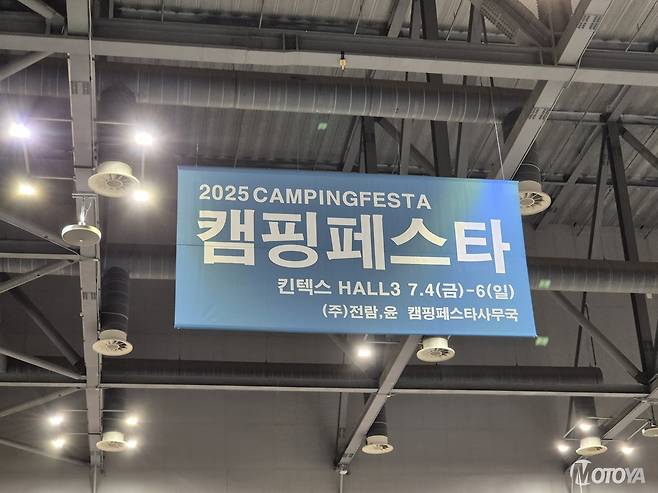 2025 CAMPINGFESTA
캠핑페스타
킨텍스 HALL3 7.4(금)-6(일)
(주)전람,윤 캠핑페스타사무국
MOTOYA